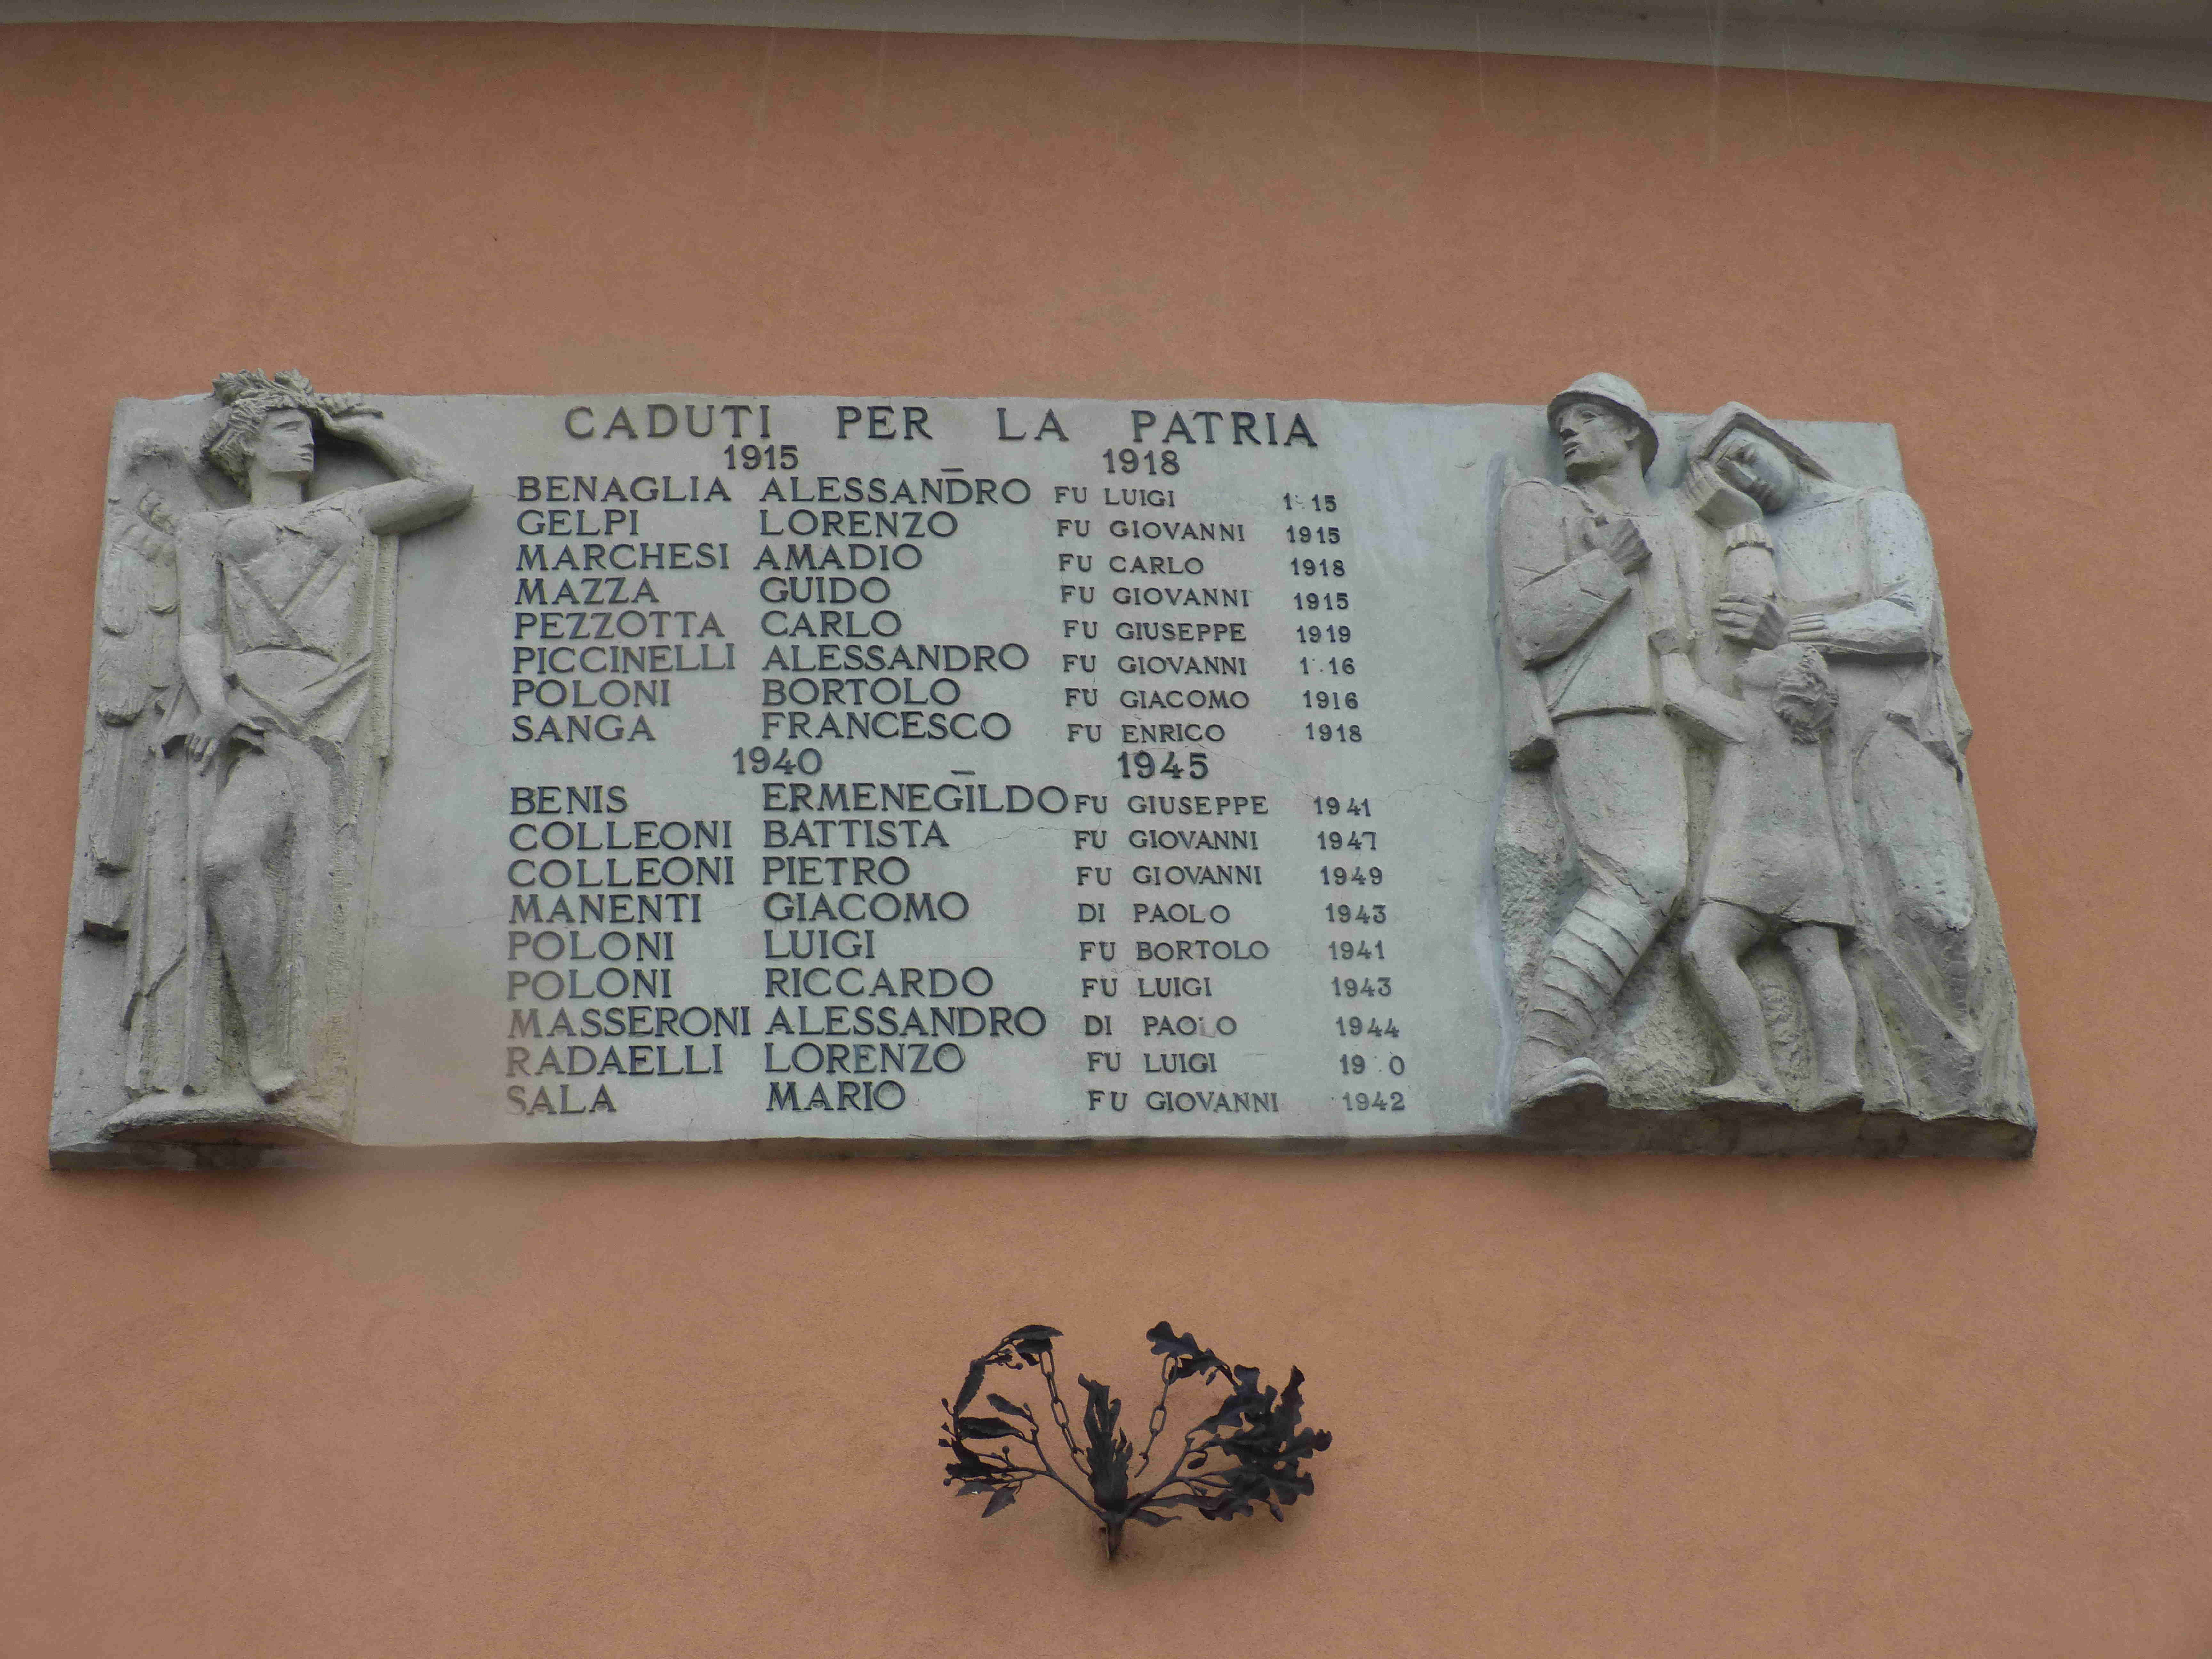 CADUTI PER LA PATRIA
1915 – 1918
BENAGLIA ALESSANDRO FU LUIGI
GELPI LORENZO FU GIOVANNI 1915
MARCHESI AMADIO FU CARLO 1918
MAZZA GUIDO FU GIOVANNI 1915
PEZZOTTA CARLO FU GIUSEPPE 1919
PICCINELLI ALESSANDRO FU GIOVANNI
POLONI BORTOLO FU GIACOMO 1916
SANGA FRANCESCO FU ENRICO 1918
1940 – 1945
BENIS ERMENEGILDO FU GIUSEPPE 1941
COLLEONI BATTISTA FU GIOVANNI 1947
COLLEONI PIETRO FU GIOVANNI 1949
MANENTI GIACOMO DI PAOLO 1943
POLONI LUIGI FU BORTOLO 1941
POLONI RICCARDO FU LUIGI 1943
MASSERONI ALESSANDRO DI PAOLO 1944
RADAELLI LORENZO FU LUIGI
SALA MARIO FU GIOVANNI 1942